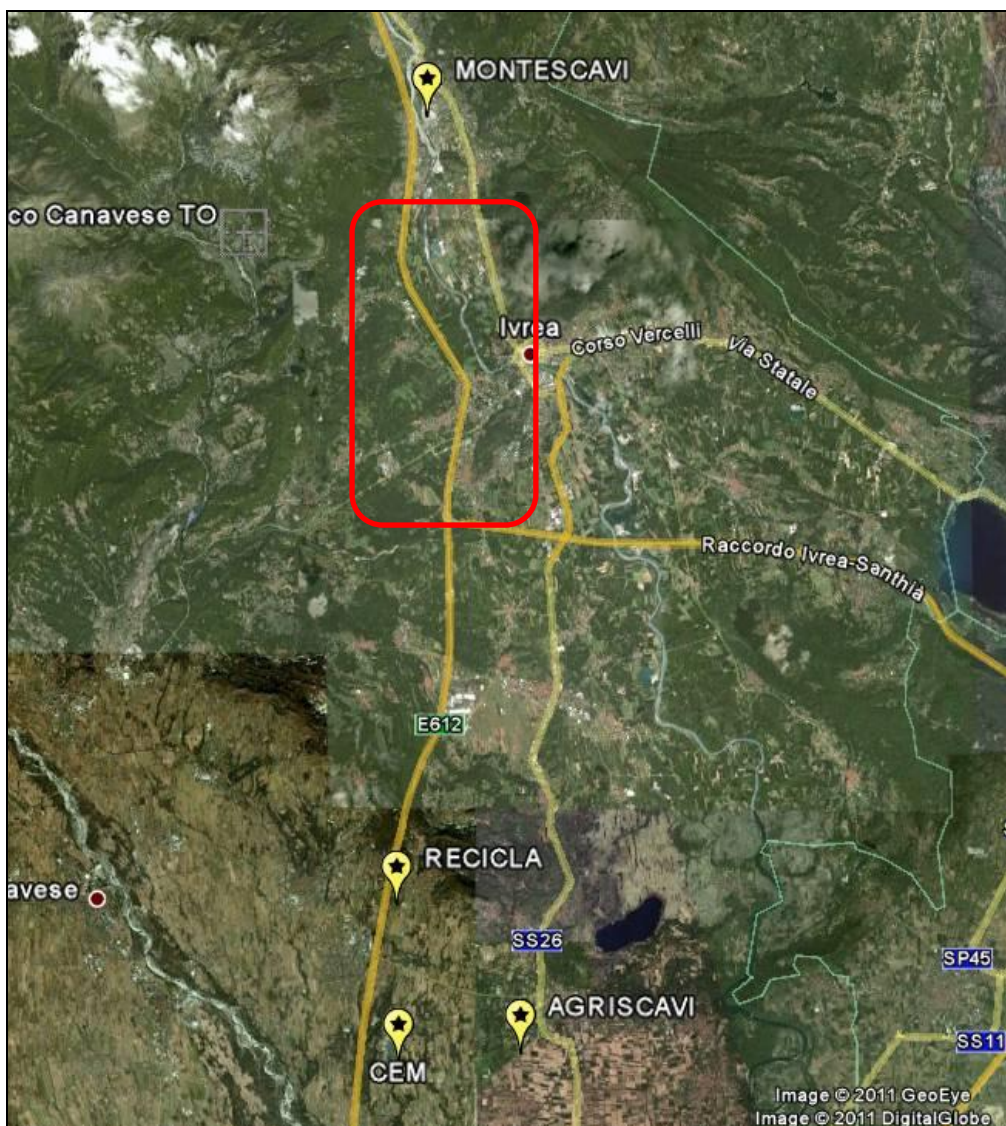 MONTESCAVI
co Canavese TO
Ivrea
Corso Vercelli
Via Statale
Raccordo Ivrea-Santhià
E612
RECICLA
avese
SS26
SP45
AGRISCAVI
SS11
CEM
Image © 2011 GeoEye
Image © 2011 DigitalGlobe